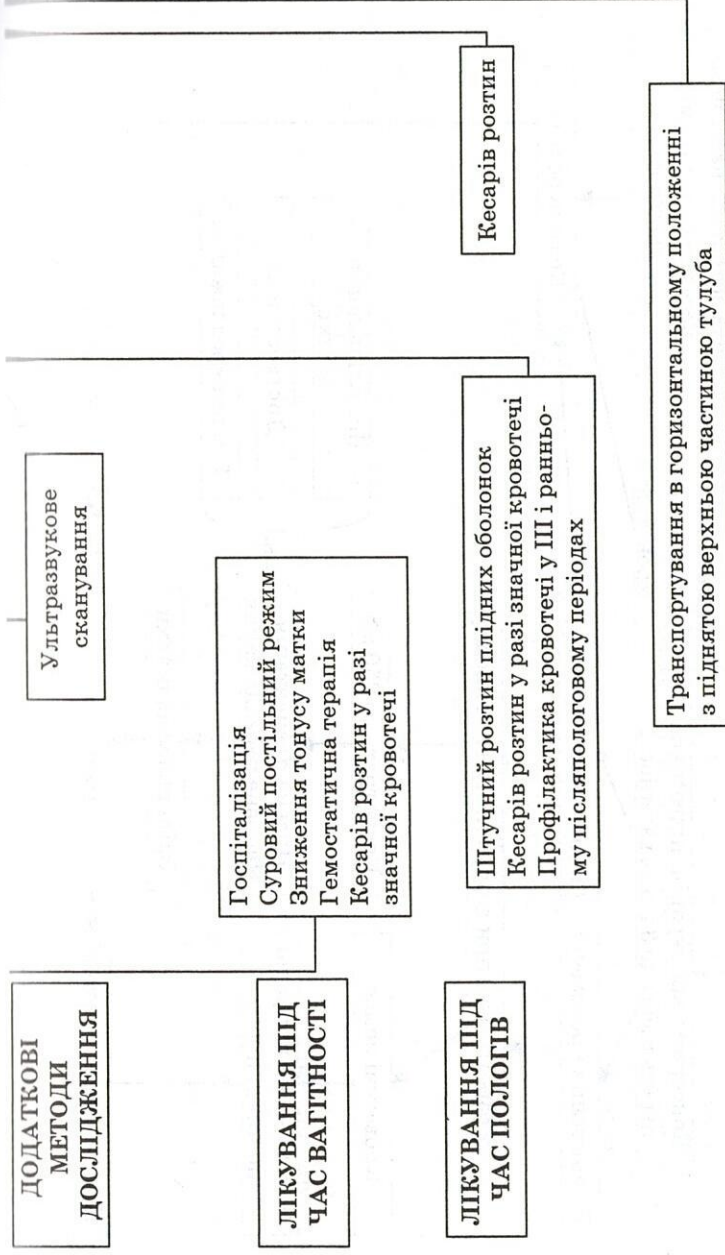 ДОДАТКОВІ
МЕТОДИ
ДОСЛІДЖЕННЯ
Ультразвукове
сканування
ЛІКУВАННЯ ПІД
ЧАС ВАГІТНОСТІ
Госпіталізація
Суровий постільний режим
Зниження тонусу матки
Гемостатична терапія
Кесарів розтин у разі
значної кровотечі
ЛІКУВАННЯ ПІД
ЧАС ПОЛОГІВ
Штучний розтин плідних оболонок
Кесарів розтин у разі значної кровотечі
Профілактика кровотечі у III і ранньо-
му післяпологовому періодах
Кесарів розтин
Транспортування в горизонтальному положенні
з піднятою верхньою частиною тулуба